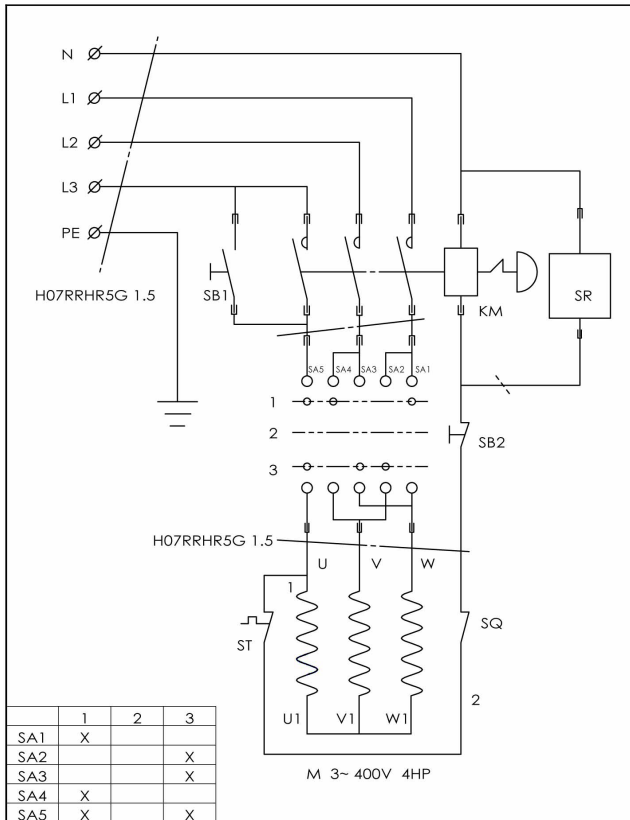 N
L1
L2
L3
PE
H07RRHR5G 1.5
SB1
KM
SR
SA5 SA4 SA3 SA2 SA1
1
2
3
SB2
H07RRHR5G 1.5
U V W
1
ST
SQ
2
U1 V1 W1
M 3~ 400V 4HP
1 2 3
SA1 X
SA2 X
SA3 X
SA4 X
SA5 X X